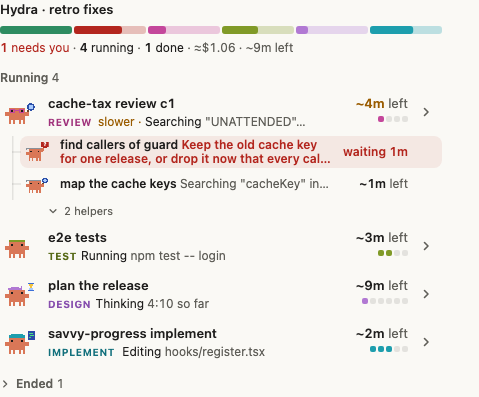 Hydra · retro fixes
1 needs you · 4 running · 1 done · ≈$1.06 · ~9m left
Running 4
cache-tax review c1
~4m left
REVIEW slower · Searching "UNATTENDED"...
find callers of guard Keep the old cache key
for one release, or drop it now that every cal...
waiting 1m
map the cache keys Searching "cacheKey" in...
~1m left
2 helpers
e2e tests
~3m left
TEST Running npm test -- login
plan the release
~9m left
DESIGN Thinking 4:10 so far
savvy-progress implement
~2m left
IMPLEMENT Editing hooks/register.tsx
Ended 1